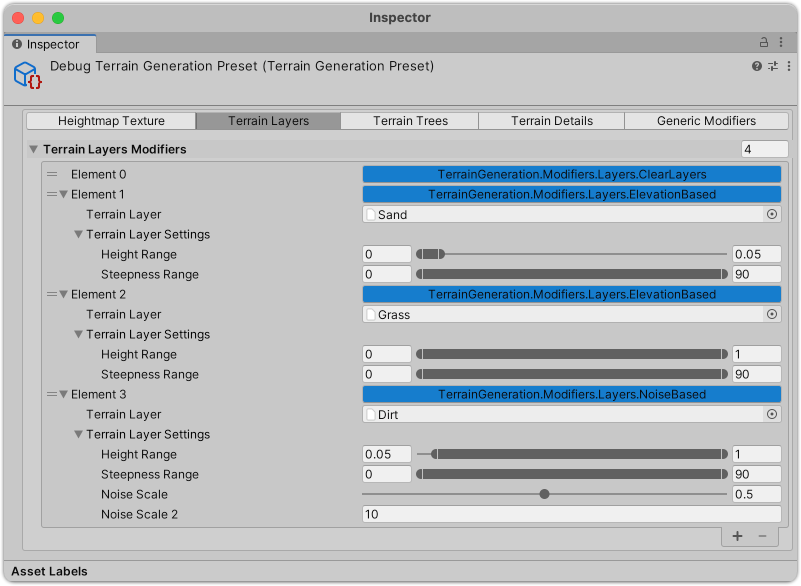 Inspector
Inspector
Debug Terrain Generation Preset (Terrain Generation Preset)
Heightmap Texture Terrain Layers Terrain Trees Terrain Details Generic Modifiers
Terrain Layers Modifiers 4
Element 0 TerrainGeneration.Modifiers.Layers.ClearLayers
Element 1 TerrainGeneration.Modifiers.Layers.ElevationBased
Terrain Layer Sand
Terrain Layer Settings
Height Range 0 0.05
Steepness Range 0 90
Element 2 TerrainGeneration.Modifiers.Layers.ElevationBased
Terrain Layer Grass
Terrain Layer Settings
Height Range 0 1
Steepness Range 0 90
Element 3 TerrainGeneration.Modifiers.Layers.NoiseBased
Terrain Layer Dirt
Terrain Layer Settings
Height Range 0.05 1
Steepness Range 0 90
Noise Scale 0.5
Noise Scale 2 10
+ −
Asset Labels